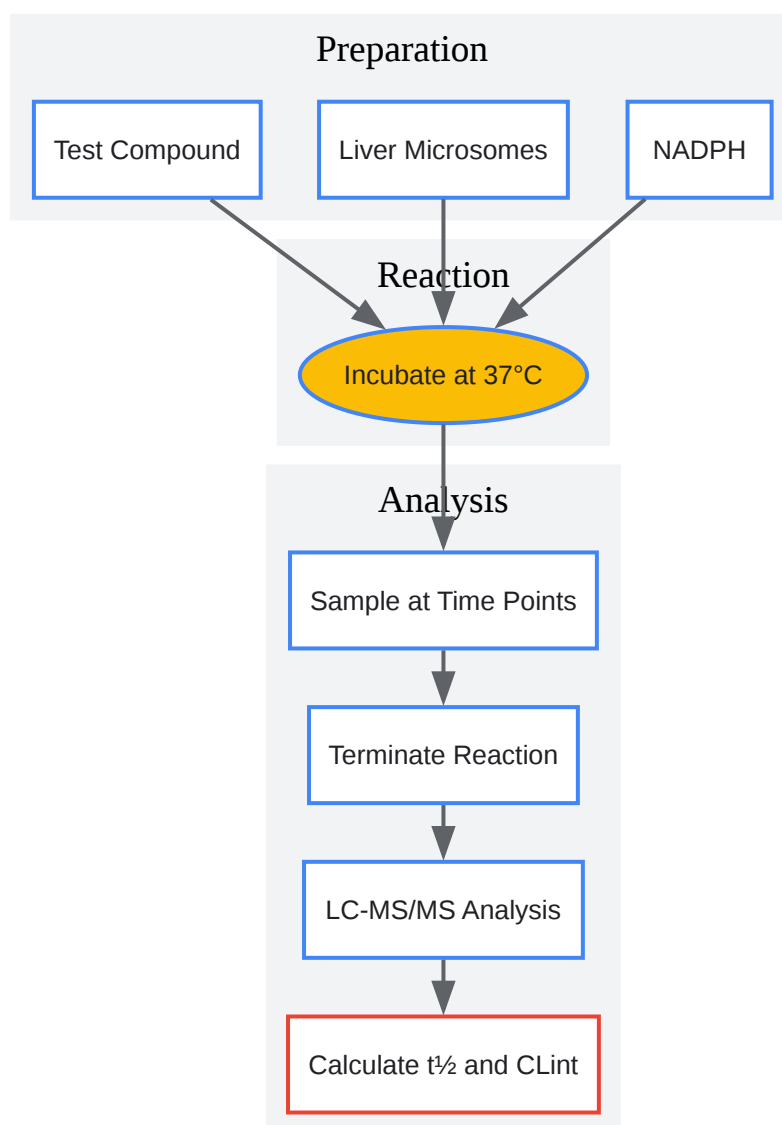 Preparation
Test Compound
Liver Microsomes
NADPH
Reaction
Incubate at 37°C
Analysis
Sample at Time Points
Terminate Reaction
LC-MS/MS Analysis
Calculate t½ and CLint